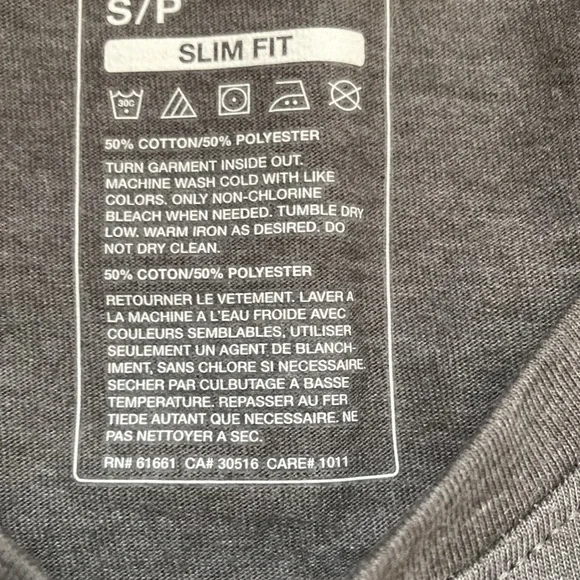 S/P
SLIM FIT
30C
50% COTTON/50% POLYESTER
TURN GARMENT INSIDE OUT.
MACHINE WASH COLD WITH LIKE
COLORS. ONLY NON-CHLORINE
BLEACH WHEN NEEDED. TUMBLE DRY
LOW. WARM IRON AS DESIRED. DO
NOT DRY CLEAN.
50% COTON/50% POLYESTER
RETOURNER LE VETEMENT. LAVER A
LA MACHINE A L'EAU FROIDE AVEC
COULEURS SEMBLABLES, UTILISER
SEULEMENT UN AGENT DE BLANCH-
IMENT, SANS CHLORE SI NECESSAIRE.
SECHER PAR CULBUTAGE A BASSE
TEMPERATURE. REPASSER AU FER
TIEDE AUTANT QUE NECESSAIRE. NE
PAS NETTOYER A SEC.
RN# 61661 CA# 30516 CARE# 1011